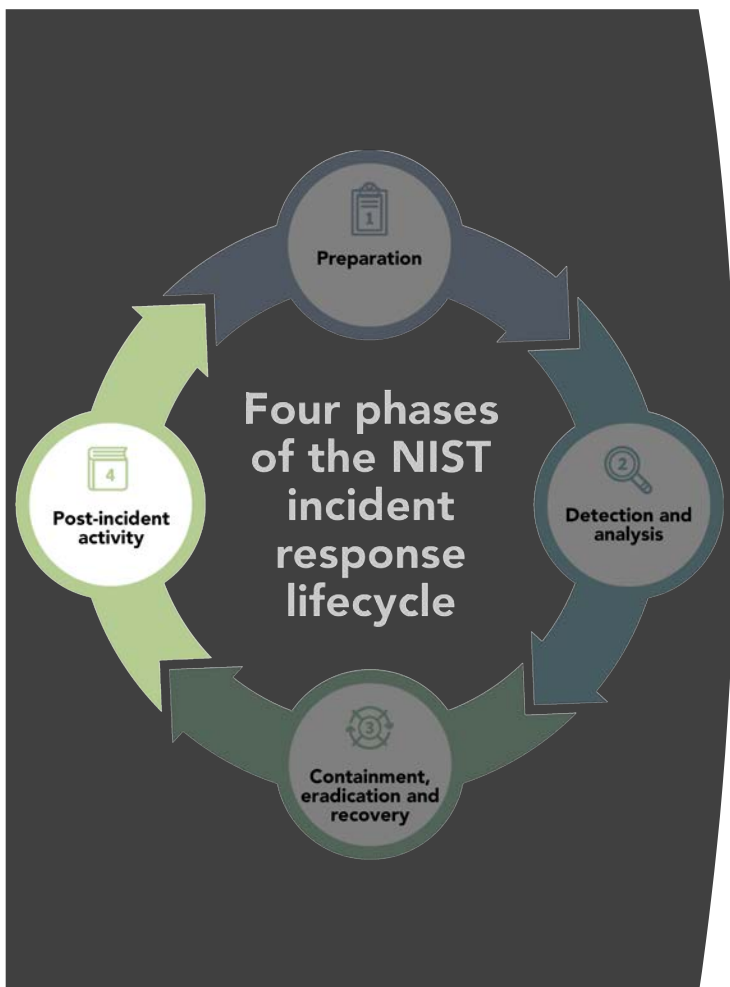 1
Preparation
Four phases
of the NIST
incident
response
lifecycle
2
Detection and
analysis
3
Containment,
eradication and
recovery
4
Post-incident
activity